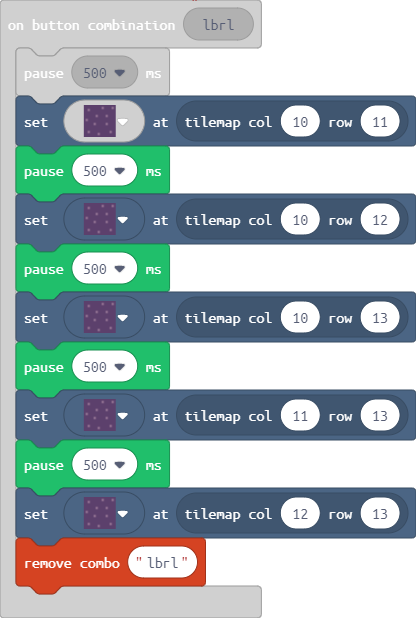 on button combination lbrl
pause 500 ms
set at tilemap col 10 row 11
pause 500 ms
set at tilemap col 10 row 12
pause 500 ms
set at tilemap col 10 row 13
pause 500 ms
set at tilemap col 11 row 13
pause 500 ms
set at tilemap col 12 row 13
remove combo "lbrl"